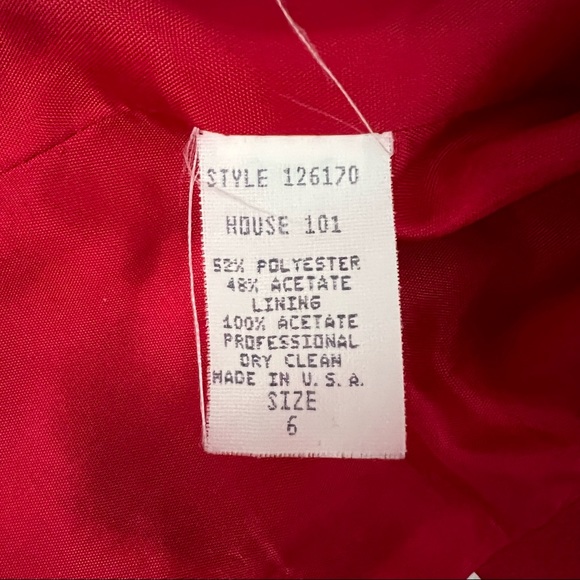 STYLE 126170
HOUSE 101
52% POLYESTER
48% ACETATE
LINING
100% ACETATE
PROFESSIONAL
DRY CLEAN
MADE IN U.S.A.
SIZE
6